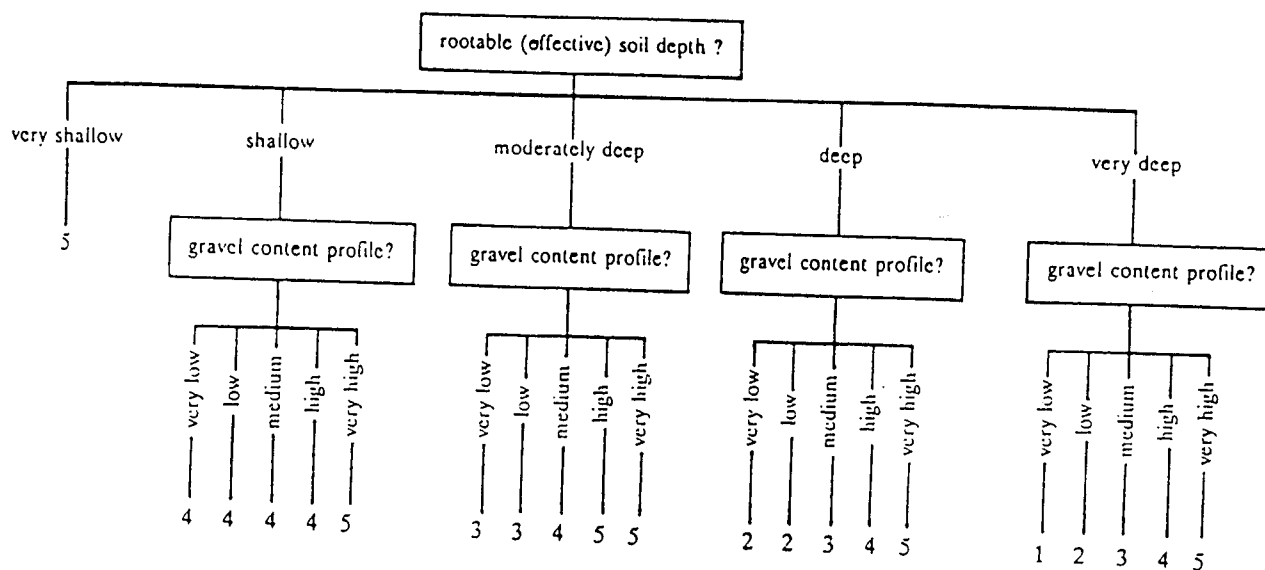 rootable (effective) soil depth ?
very shallow
shallow
moderately deep
deep
very deep
5
gravel content profile?
gravel content profile?
gravel content profile?
gravel content profile?
very low
low
medium
high
very high
very low
low
medium
high
very high
very low
low
medium
high
very high
very low
low
medium
high
very high
4 4 4 4 5
3 3 4 5 5
2 2 3 4 5
1 2 3 4 5